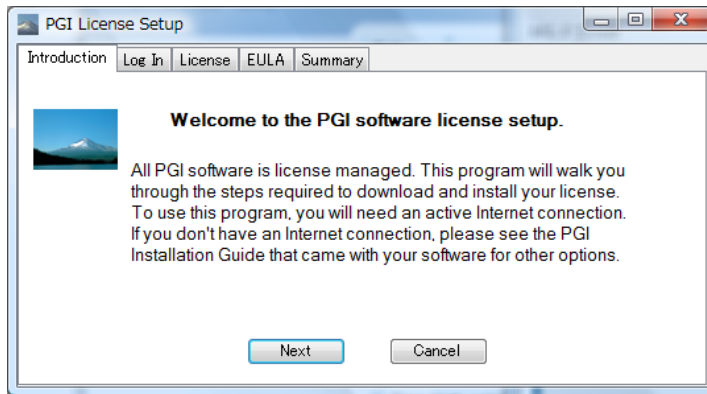 PGI License Setup
Introduction Log In License EULA Summary
Welcome to the PGI software license setup.
All PGI software is license managed. This program will walk you
through the steps required to download and install your license.
To use this program, you will need an active Internet connection.
If you don't have an Internet connection, please see the PGI
Installation Guide that came with your software for other options.
Next Cancel